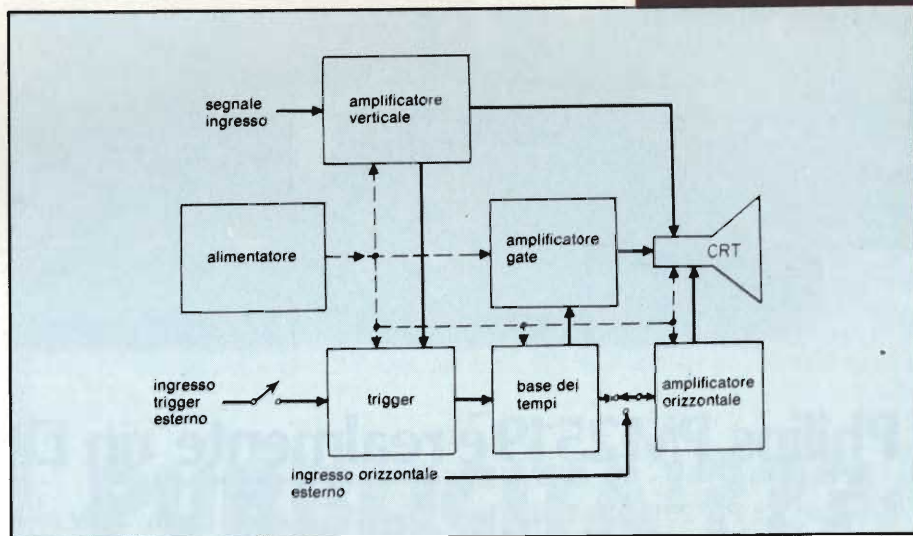 segnale
ingresso
amplificatore
verticale
alimentatore
amplificatore
gate
CRT
ingresso
trigger
esterno
trigger
base dei
tempi
amplificatore
orizzontale
ingresso orizzontale
esterno